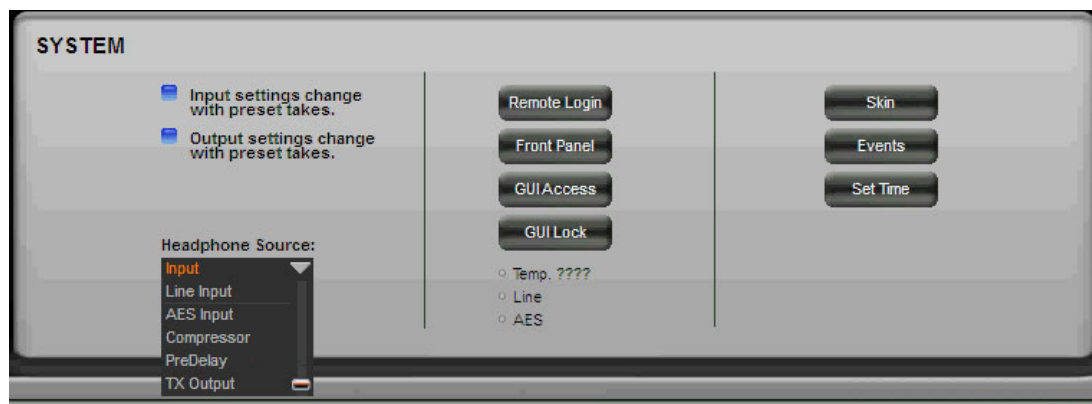 SYSTEM
Input settings change
with preset takes.
Output settings change
with preset takes.
Headphone Source:
Input
Line Input
AES Input
Compressor
PreDelay
TX Output
Remote Login
Front Panel
GUI Access
GUI Lock
Temp. ????
Line
AES
Skin
Events
Set Time